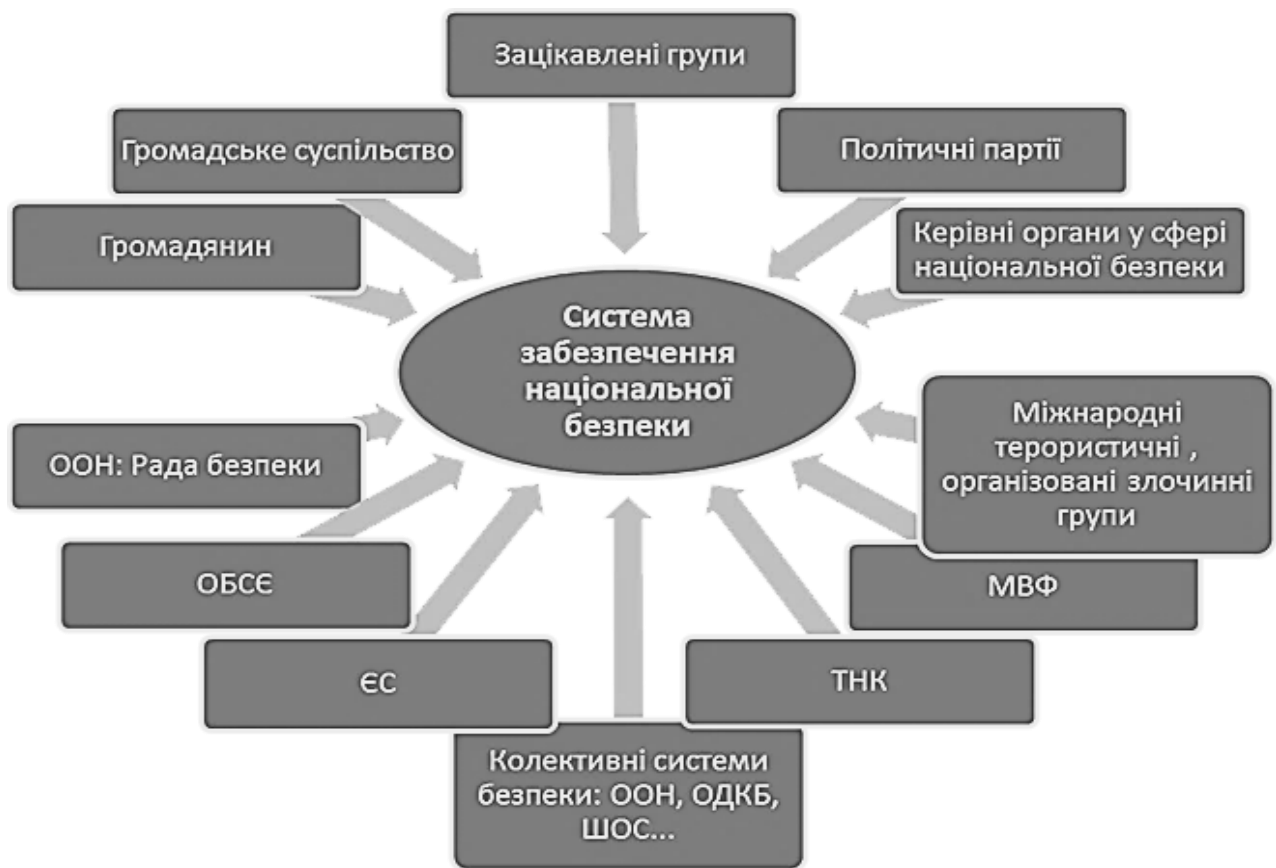 Зацікавлені групи
Громадське суспільство
Політичні партії
Громадянин
Керівні органи у сфері
національної безпеки
Система
забезпечення
національної
безпеки
Міжнародні
терористичні ,
організовані злочинні
групи
ООН: Рада безпеки
ОБСЄ
МВФ
ЄС
ТНК
Колективні системи
безпеки: ООН, ОДКБ,
ШОС...